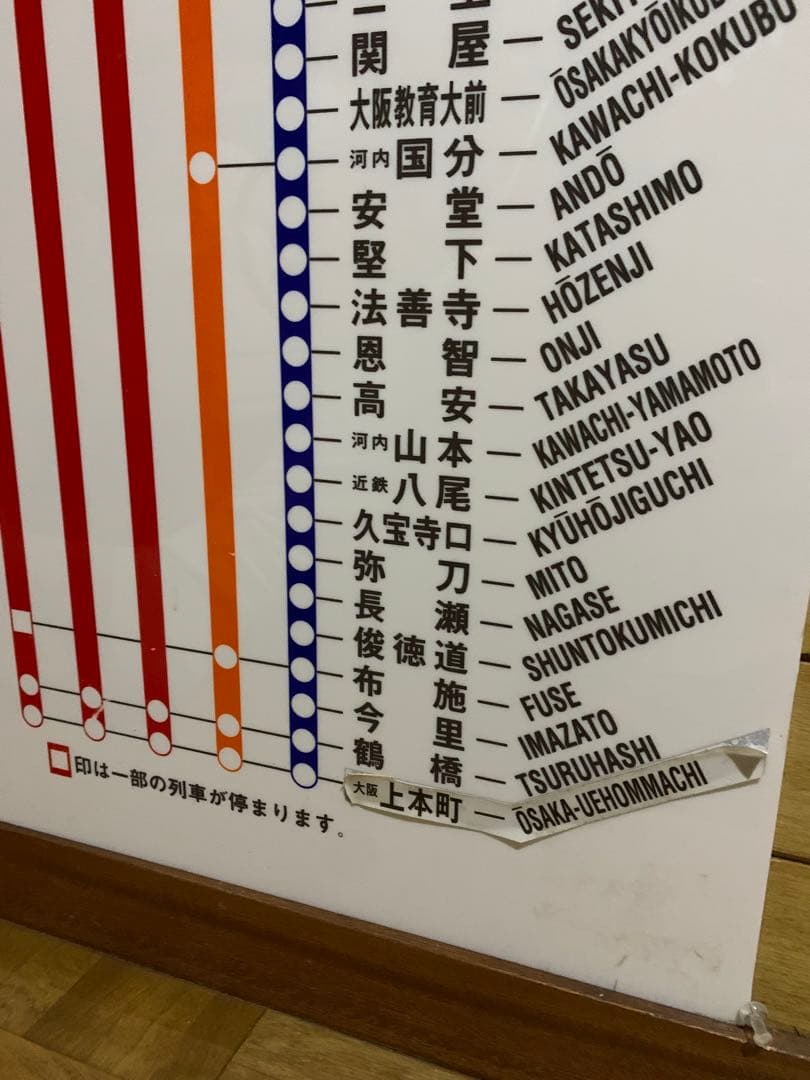 関屋 —
大阪教育大前 — ŌSAKAKYŌIKUD
河内国分 — KAWACHI-KOKUBU
安堂 — ANDŌ
堅下 — KATASHIMO
法善寺 — HŌZENJI
恩智 — ONJI
高安 — TAKAYASU
河内山本 — KAWACHI-YAMAMOTO
近鉄八尾 — KINTETSU-YAO
久宝寺口 — KYŪHŌJIGUCHI
弥刀 — MITO
長瀬 — NAGASE
俊徳道 — SHUNTOKUMICHI
布施 — FUSE
今里 — IMAZATO
鶴橋 — TSURUHASHI
大阪上本町 — ŌSAKA-UEHOMMACHI
印は一部の列車が停まります。